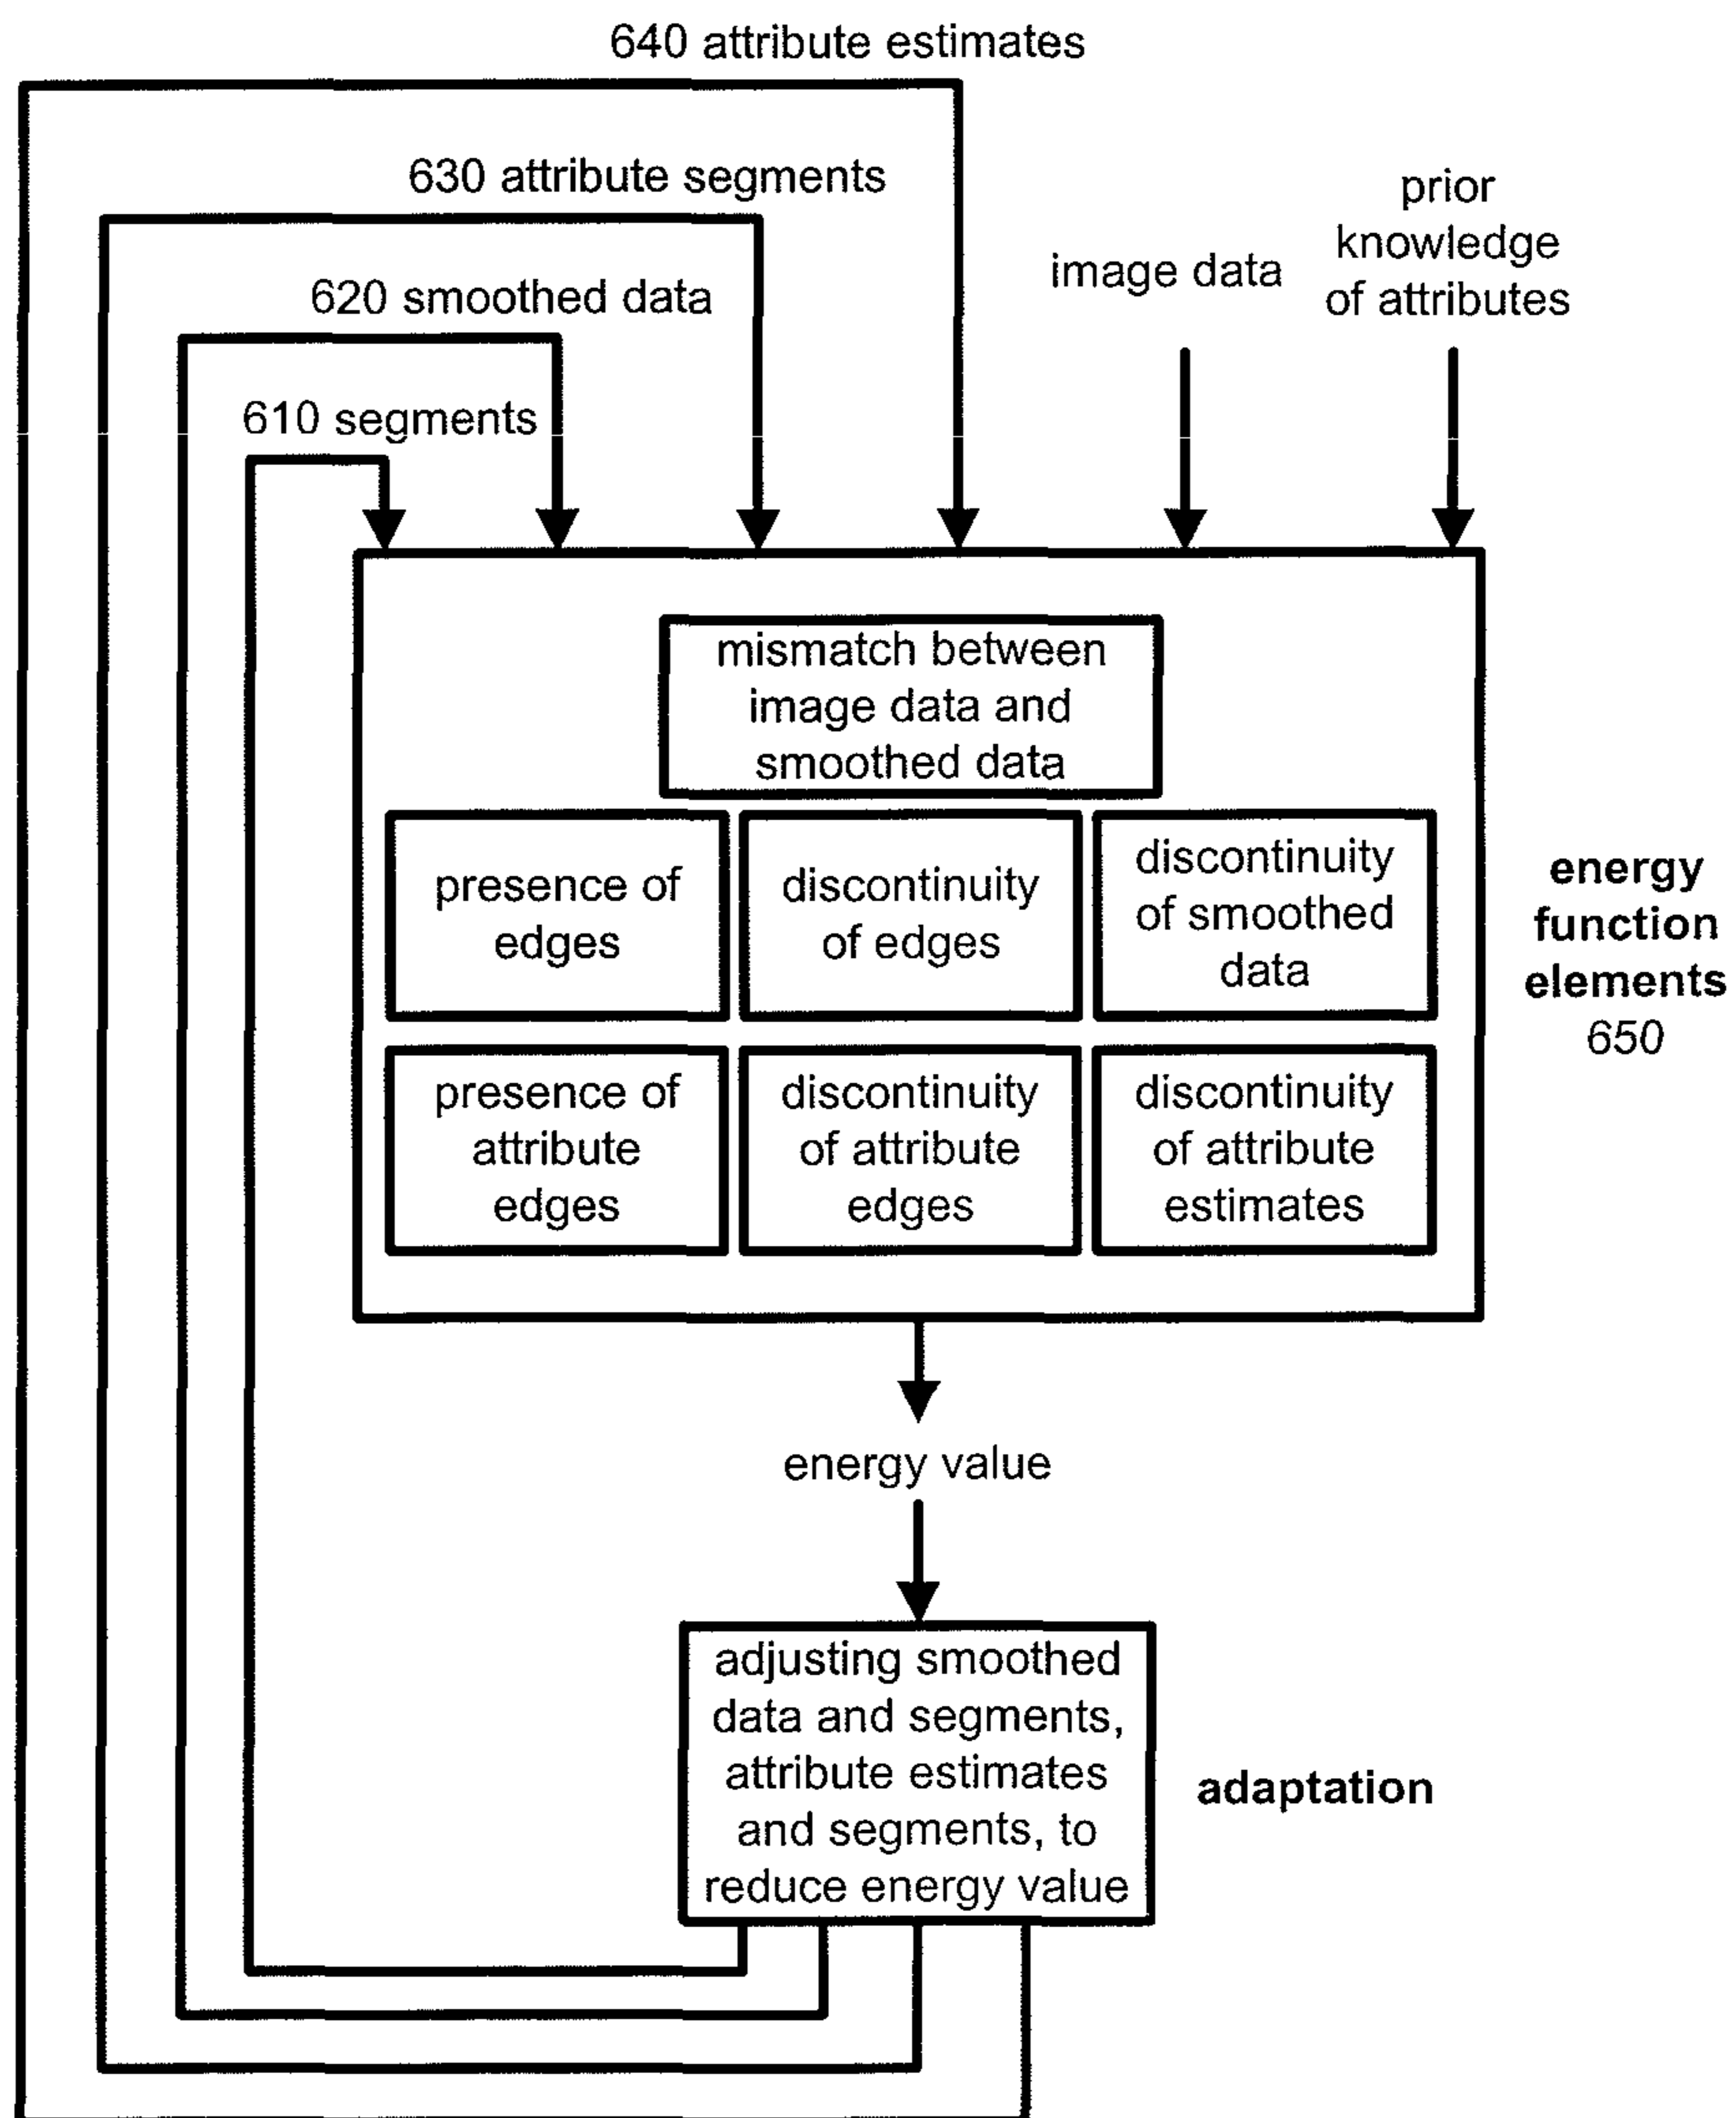 640 attribute estimates
630 attribute segments
620 smoothed data
610 segments
image data
prior
knowledge
of attributes
mismatch between
image data and
smoothed data
presence of
edges
discontinuity
of edges
discontinuity
of smoothed
data
presence of
attribute
edges
discontinuity
of attribute
edges
discontinuity
of attribute
estimates
energy
function
elements
650
energy value
adjusting smoothed
data and segments,
attribute estimates
and segments, to
reduce energy value
adaptation